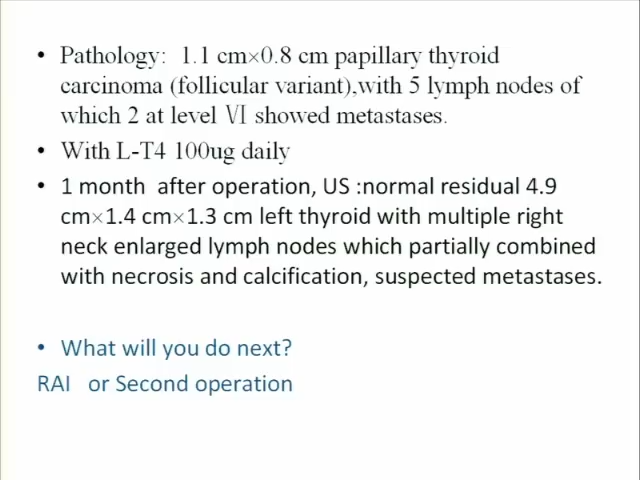 • Pathology: 1.1 cm×0.8 cm papillary thyroid
carcinoma (follicular variant),with 5 lymph nodes of
which 2 at level Ⅵ showed metastases.
• With L-T4 100ug daily
• 1 month after operation, US :normal residual 4.9
cm×1.4 cm×1.3 cm left thyroid with multiple right
neck enlarged lymph nodes which partially combined
with necrosis and calcification, suspected metastases.
• What will you do next?
RAI or Second operation